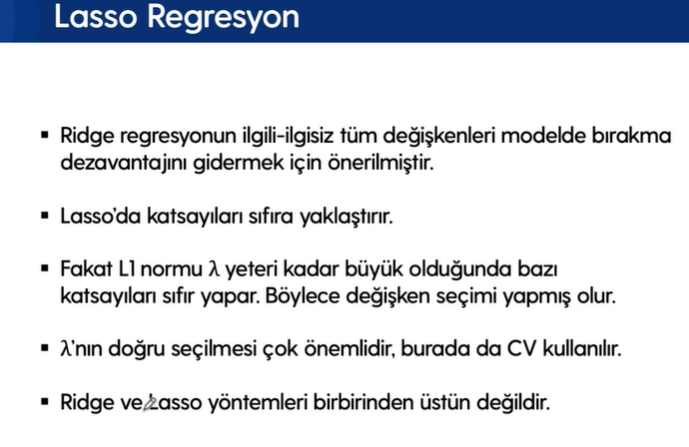 Lasso Regresyon
▪ Ridge regresyonun ilgili-ilgisiz tüm değişkenleri modelde bırakma
dezavantajını gidermek için önerilmiştir.
▪ Lasso'da katsayıları sıfıra yaklaştırır.
▪ Fakat L1 normu λ yeteri kadar büyük olduğunda bazı
katsayıları sıfır yapar. Böylece değişken seçimi yapmış olur.
▪ λ'nın doğru seçilmesi çok önemlidir, burada da CV kullanılır.
▪ Ridge ve Lasso yöntemleri birbirinden üstün değildir.